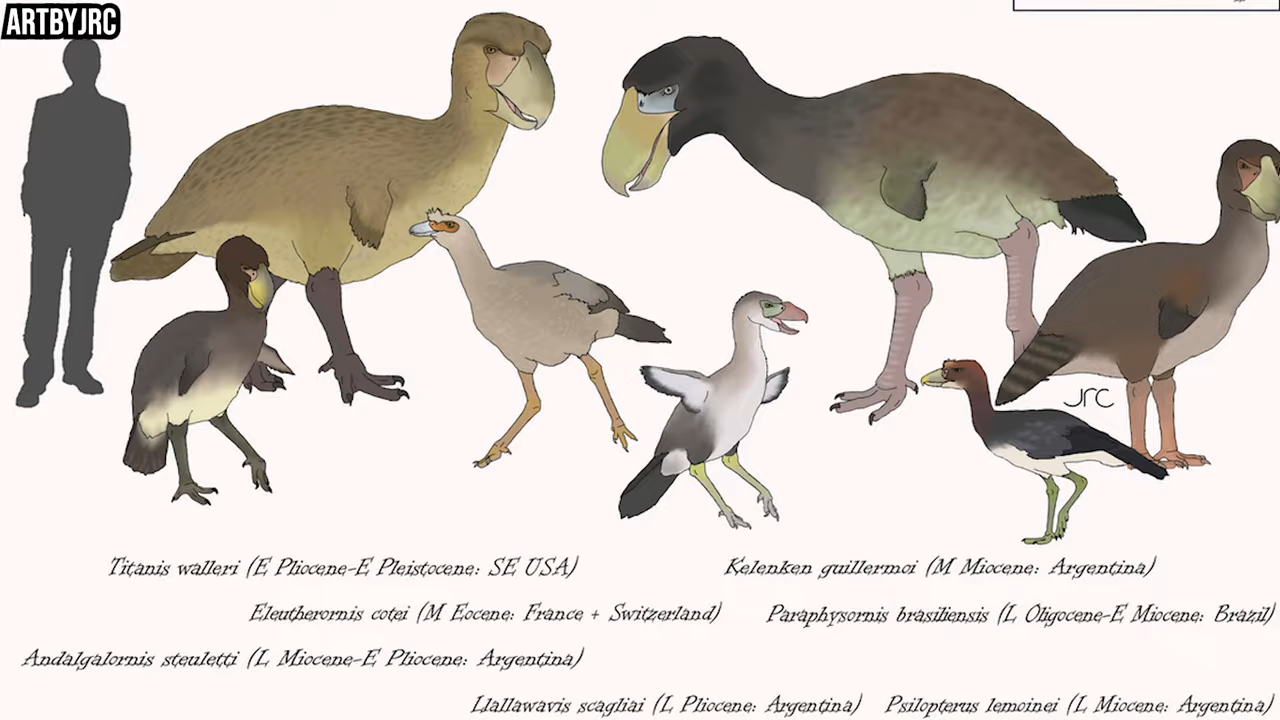 ARTBYJRC
JRC
Titanis walleri (E Pliocene-E Pleistocene: SE USA)
Kelenken guillermoi (M Miocene: Argentina)
Eleutherornis cotei (M Eocene: France + Switzerland)
Paraphysornis brasiliensis (L Oligocene-E Miocene: Brazil)
Andalgalornis steuletti (L Miocene-E Pliocene: Argentina)
Llallawavis scagliai (L Pliocene: Argentina)
Psilopterus lemoinei (L Miocene: Argentina)